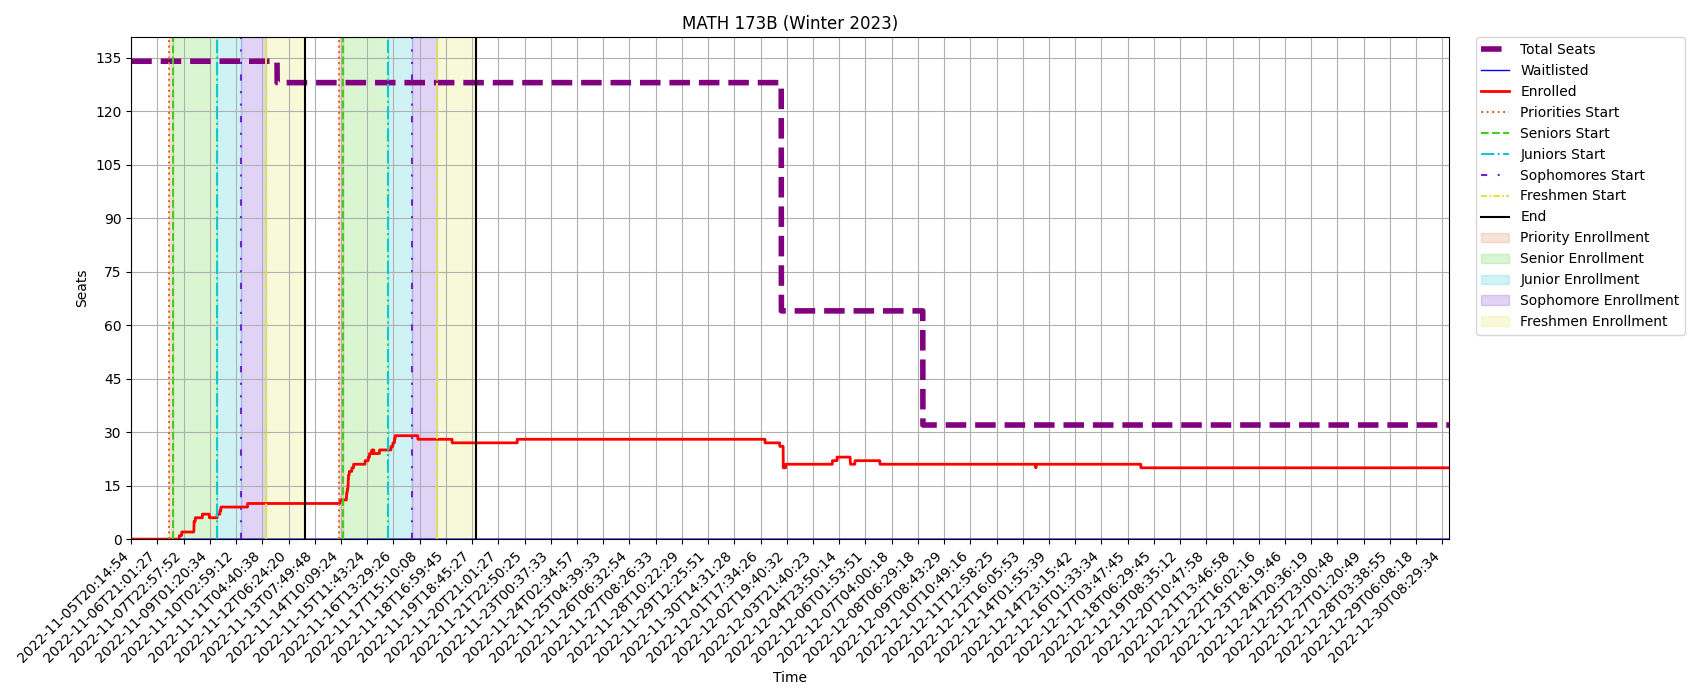 MATH 173B (Winter 2023)
Seats
135
120
105
90
75
60
45
30
15
0
2022-11-05T20:14:54
2022-11-06T21:01:27
2022-11-07T22:57:52
2022-11-09T01:20:34
2022-11-10T02:59:12
2022-11-11T04:40:38
2022-11-12T06:24:20
2022-11-13T07:49:48
2022-11-14T10:09:24
2022-11-15T11:43:24
2022-11-16T13:29:26
2022-11-17T15:10:08
2022-11-18T16:59:45
2022-11-19T18:45:27
2022-11-20T21:01:27
2022-11-21T22:50:25
2022-11-23T00:37:33
2022-11-24T02:34:57
2022-11-25T04:39:33
2022-11-26T06:32:54
2022-11-27T08:26:33
2022-11-28T10:22:29
2022-11-29T12:25:51
2022-11-30T14:31:28
2022-12-01T17:34:26
2022-12-02T19:40:32
2022-12-03T21:40:23
2022-12-04T23:50:14
2022-12-06T01:53:51
2022-12-07T04:00:18
2022-12-08T06:29:18
2022-12-09T08:43:29
2022-12-10T10:49:16
2022-12-11T12:58:25
2022-12-12T16:05:53
2022-12-14T01:55:39
2022-12-14T23:15:42
2022-12-16T01:33:34
2022-12-17T03:47:45
2022-12-18T06:29:45
2022-12-19T08:35:12
2022-12-20T10:47:58
2022-12-21T13:46:58
2022-12-22T16:02:16
2022-12-23T18:19:46
2022-12-24T20:36:19
2022-12-25T23:00:48
2022-12-27T01:20:49
2022-12-28T03:38:55
2022-12-29T06:08:18
2022-12-30T08:29:34
Time
Total Seats
Waitlisted
Enrolled
Priorities Start
Seniors Start
Juniors Start
Sophomores Start
Freshmen Start
End
Priority Enrollment
Senior Enrollment
Junior Enrollment
Sophomore Enrollment
Freshmen Enrollment